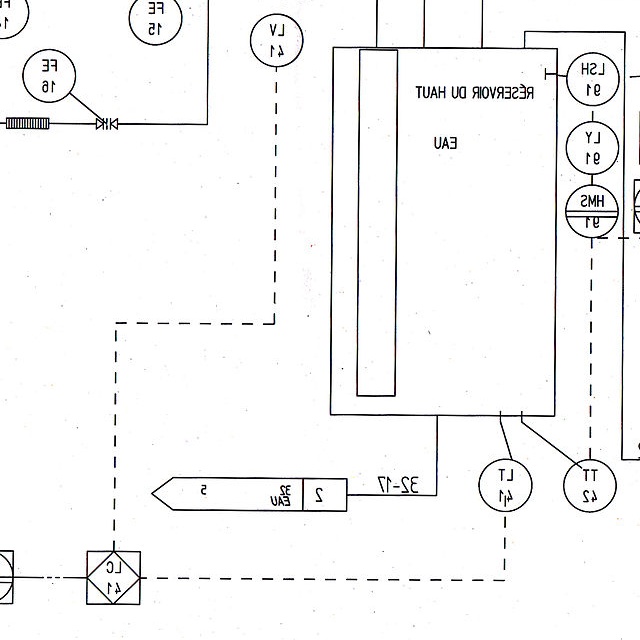 FE
15
LV
41
FE
16
LSH
91
RÉSERVOIR DU HAUT
LY
91
EAU
HMS
91
LT
41
TT
42
32-17
2
32
EAU
5
LC
41